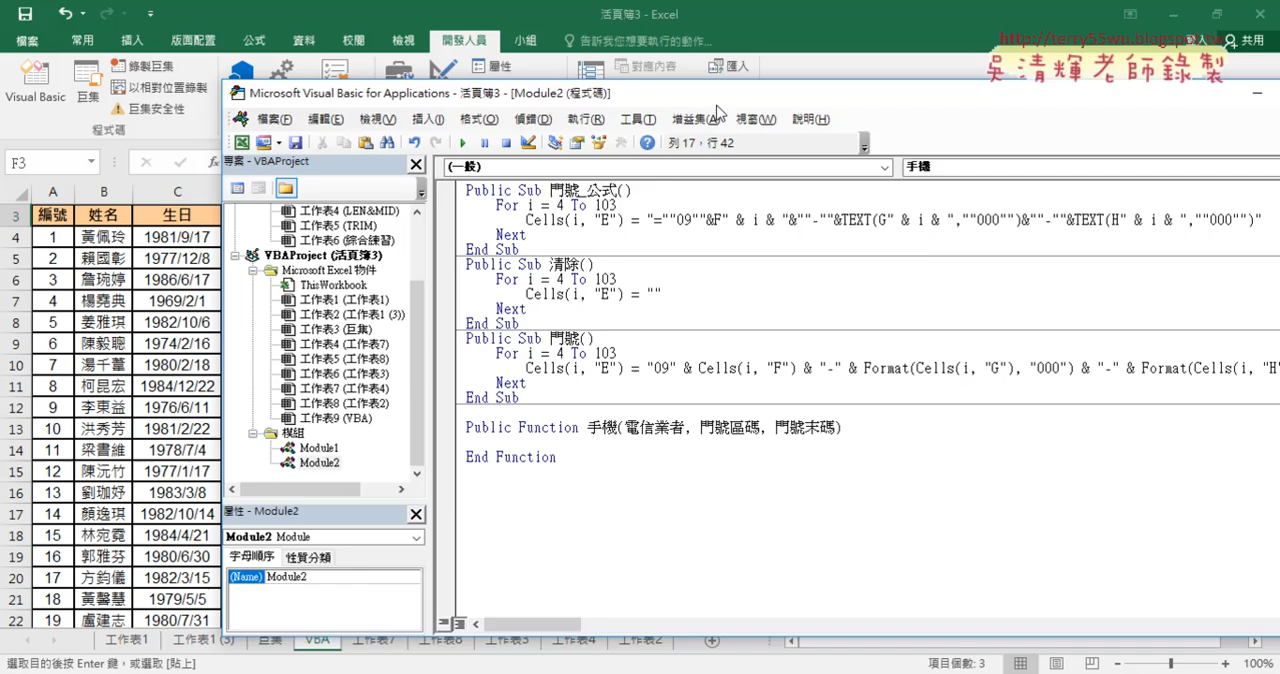 活頁簿3 - Excel
http://terry55wu.blogspot.tw
吳清輝老師錄製
檔案 常用 插入 版面配置 公式 資料 校閱 檢視 開發人員 小組 告訴我您想要執行的動作... 共用
Visual Basic 巨集 錄製巨集 以相對位置錄製 巨集安全性 程式碼
屬性 對應內容 匯入
F3
Microsoft Visual Basic for Applications - 活頁簿3 - [Module2 (程式碼)]
檔案(F) 編輯(E) 檢視(V) 插入(I) 格式(O) 偵錯(D) 執行(R) 工具(T) 增益集(A) 視窗(W) 說明(H)
列 17，行 42
專案 - VBAProject
工作表4 (LEN&MID)
工作表5 (TRIM)
工作表6 (綜合練習)
VBAProject (活頁簿3)
Microsoft Excel 物件
ThisWorkbook
工作表1 (工作表1)
工作表2 (工作表1 (3))
工作表3 (巨集)
工作表4 (工作表7)
工作表5 (工作表8)
工作表6 (工作表3)
工作表7 (工作表4)
工作表8 (工作表2)
工作表9 (VBA)
模組
Module1
Module2
屬性 - Module2
Module2 Module
字母順序 性質分類
(Name) Module2
(一般) 手機
Public Sub 門號_公式()
For i = 4 To 103
Cells(i, "E") = "=""09""&F" & i & "&""-""&TEXT(G" & i & ",""000"")&""-""&TEXT(H" & i & ",""000"")"
Next
End Sub
Public Sub 清除()
For i = 4 To 103
Cells(i, "E") = ""
Next
End Sub
Public Sub 門號()
For i = 4 To 103
Cells(i, "E") = "09" & Cells(i, "F") & "-" & Format(Cells(i, "G"), "000") & "-" & Format(Cells(i, "H"
Next
End Sub
Public Function 手機(電信業者, 門號區碼, 門號末碼)
End Function
A B C
3 編號 姓名 生日
4 1 黃佩玲 1981/9/17
5 2 賴國彰 1977/12/8
6 3 詹琬婷 1986/6/17
7 4 楊堯典 1969/2/1
8 5 姜雅琪 1982/10/6
9 6 陳毅聰 1974/2/16
10 7 湯千蕙 1980/2/18
11 8 柯昆宏 1984/12/22
12 9 李東益 1976/6/11
13 10 洪秀芳 1981/2/22
14 11 梁書維 1978/7/4
15 12 陳沅竹 1977/1/17
16 13 劉珈妤 1983/3/8
17 14 顏逸琪 1982/10/14
18 15 林宛霓 1984/4/21
19 16 郭雅芬 1980/6/30
20 17 方鈞儀 1982/3/15
21 18 黃馨慧 1979/5/5
22 19 盧建志 1980/7/31
工作表1 工作表1 (3) 巨集 VBA 工作表7 工作表8 工作表3 工作表4 工作表2
選取目的後按 Enter 鍵，或選取 [貼上] 項目個數: 3 100%